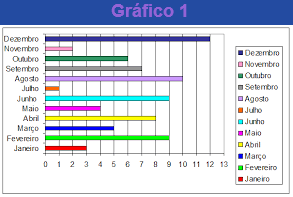 Gráfico 1
Dezembro
Novembro
Outubro
Setembro
Agosto
Julho
Junho
Maio
Abril
Março
Fevereiro
Janeiro
0 1 2 3 4 5 6 7 8 9 10 11 12 13
Dezembro
Novembro
Outubro
Setembro
Agosto
Julho
Junho
Maio
Abril
Março
Fevereiro
Janeiro